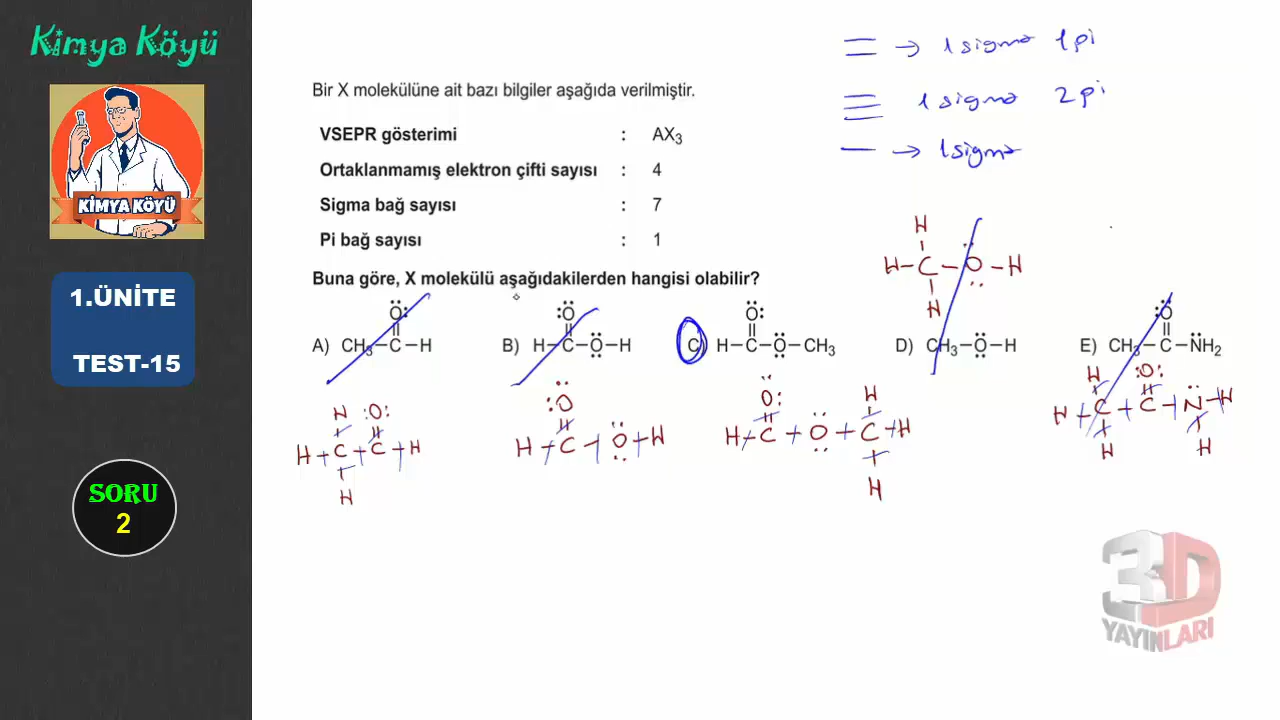 Kimya Köyü
KİMYA KÖYÜ
1.ÜNİTE
TEST-15
SORU
2
= → 1 sigma 1 pi
≡ 1 sigma 2 pi
— → 1 sigma
Bir X molekülüne ait bazı bilgiler aşağıda verilmiştir.
VSEPR gösterimi : AX₃
Ortaklanmamış elektron çifti sayısı : 4
Sigma bağ sayısı : 7
Pi bağ sayısı : 1
Buna göre, X molekülü aşağıdakilerden hangisi olabilir?
H
H–C–O–H
H
O O O O
A) CH₃–C–H B) H–C–O–H C) H–C–O–CH₃ D) CH₃–O–H E) CH₃–C–NH₂
H O
H C C H
H
O
H C O H
O H
H C O C H
H
H O
H C C N H
H H
3D
YAYINLARI